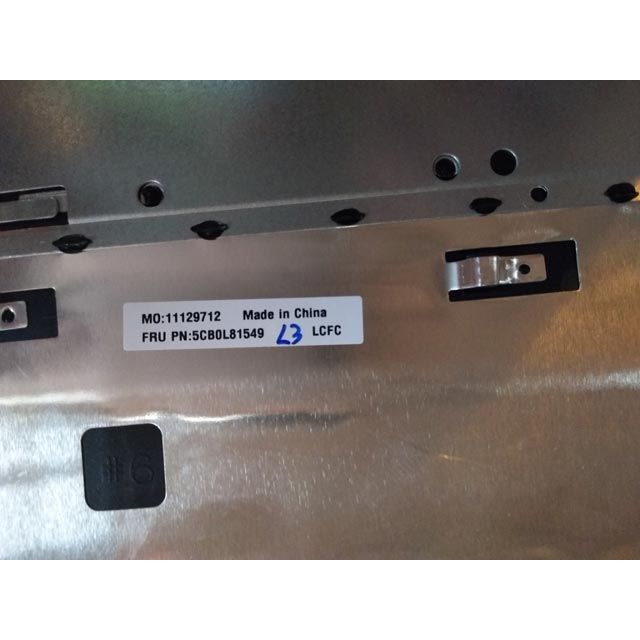 MO:11129712 Made in China
FRU PN:5CB0L81549 L3 LCFC
#6